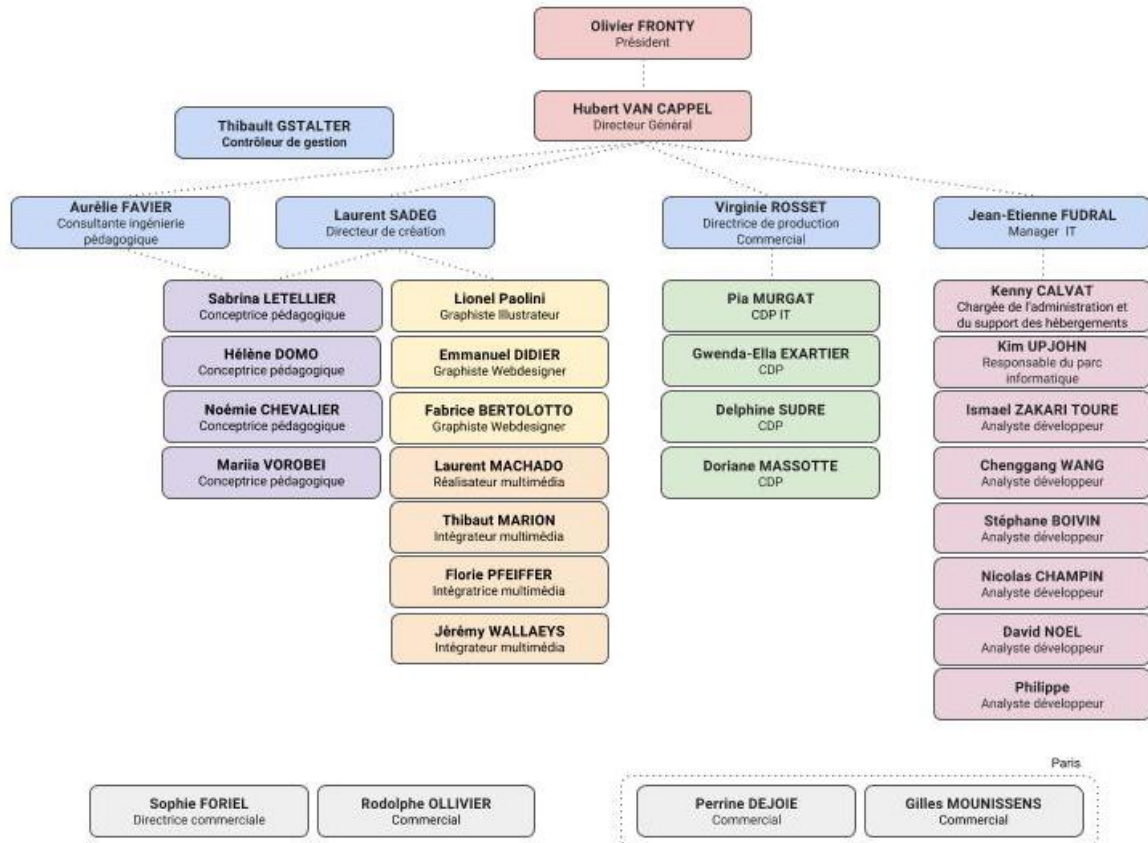 Olivier FRONTY
Président
Hubert VAN CAPPEL
Directeur Général
Thibault GSTALTER
Contrôleur de gestion
Aurélie FAVIER
Consultante ingénierie
pédagogique
Laurent SADEG
Directeur de création
Virginie ROSSET
Directrice de production
Commercial
Jean-Etienne FUDRAL
Manager IT
Sabrina LETELLIER
Conceptrice pédagogique
Hélène DOMO
Conceptrice pédagogique
Noémie CHEVALIER
Conceptrice pédagogique
Mariia VOROBEI
Conceptrice pédagogique
Lionel Paolini
Graphiste Illustrateur
Emmanuel DIDIER
Graphiste Webdesigner
Fabrice BERTOLOTTO
Graphiste Webdesigner
Laurent MACHADO
Réalisateur multimédia
Thibaut MARION
Intégrateur multimédia
Florie PFEIFFER
Intégratrice multimédia
Jérémy WALLAEYS
Intégrateur multimédia
Pia MURGAT
CDP IT
Gwenda-Ella EXARTIER
CDP
Delphine SUDRE
CDP
Doriane MASSOTTE
CDP
Kenny CALVAT
Chargée de l'administration et
du support des hébergements
Kim UPJOHN
Responsable du parc
informatique
Ismael ZAKARI TOURE
Analyste développeur
Chenggang WANG
Analyste développeur
Stéphane BOIVIN
Analyste développeur
Nicolas CHAMPIN
Analyste développeur
David NOEL
Analyste développeur
Philippe
Analyste développeur
Sophie FORIEL
Directrice commerciale
Rodolphe OLLIVIER
Commercial
Paris
Perrine DEJOIE
Commercial
Gilles MOUNISSENS
Commercial